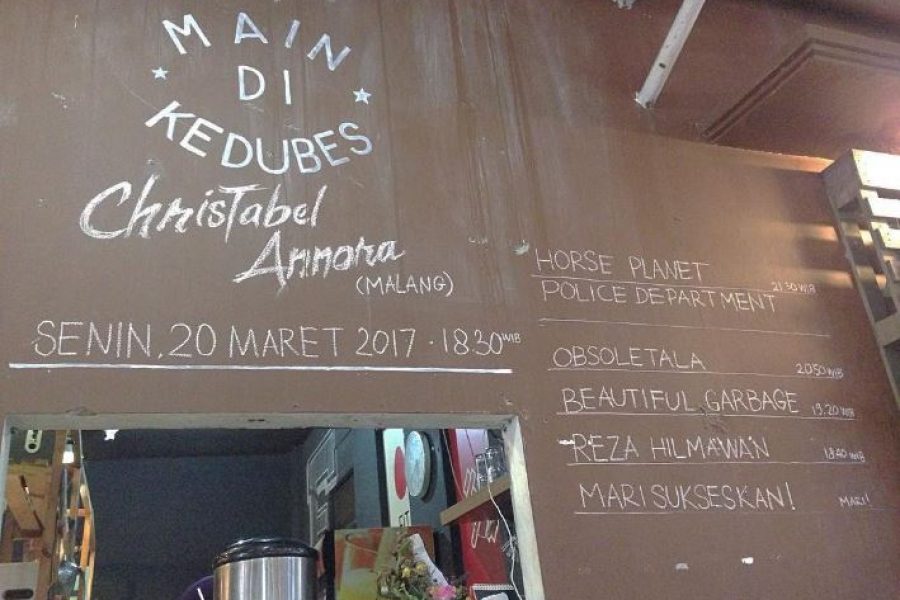 MAIN
DI
KEDUBES
Christabel
Annora
(MALANG)
SENIN, 20 MARET 2017 · 18.30 WIB
HORSE PLANET
POLICE DEPARTMENT 21.30 WIB
OBSOLETALA 20.50 WIB
BEAUTIFUL GARBAGE 19.20 WIB
REZA HILMAWAN 18.40 WIB
MARI SUKSESKAN! MARI!